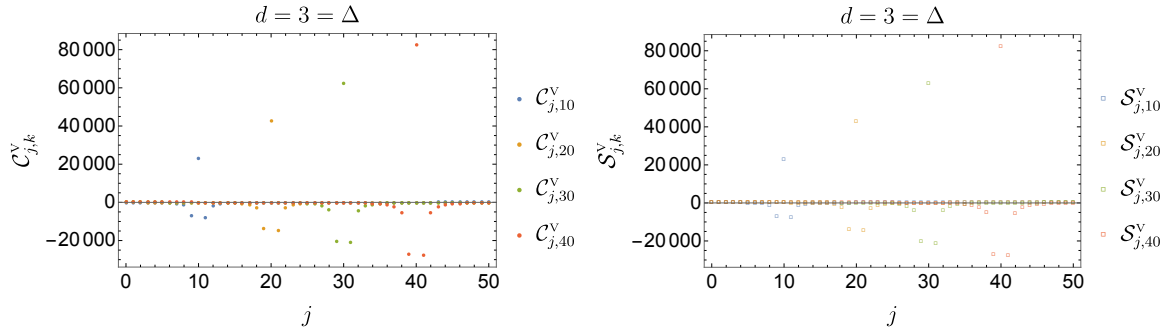 d = 3 = Δ
80 000
60 000
40 000
20 000
0
−20 000
C^V_{j,k}
0 10 20 30 40 50
j
C^V_{j,10}
C^V_{j,20}
C^V_{j,30}
C^V_{j,40}
d = 3 = Δ
80 000
60 000
40 000
20 000
0
−20 000
S^V_{j,k}
0 10 20 30 40 50
j
S^V_{j,10}
S^V_{j,20}
S^V_{j,30}
S^V_{j,40}